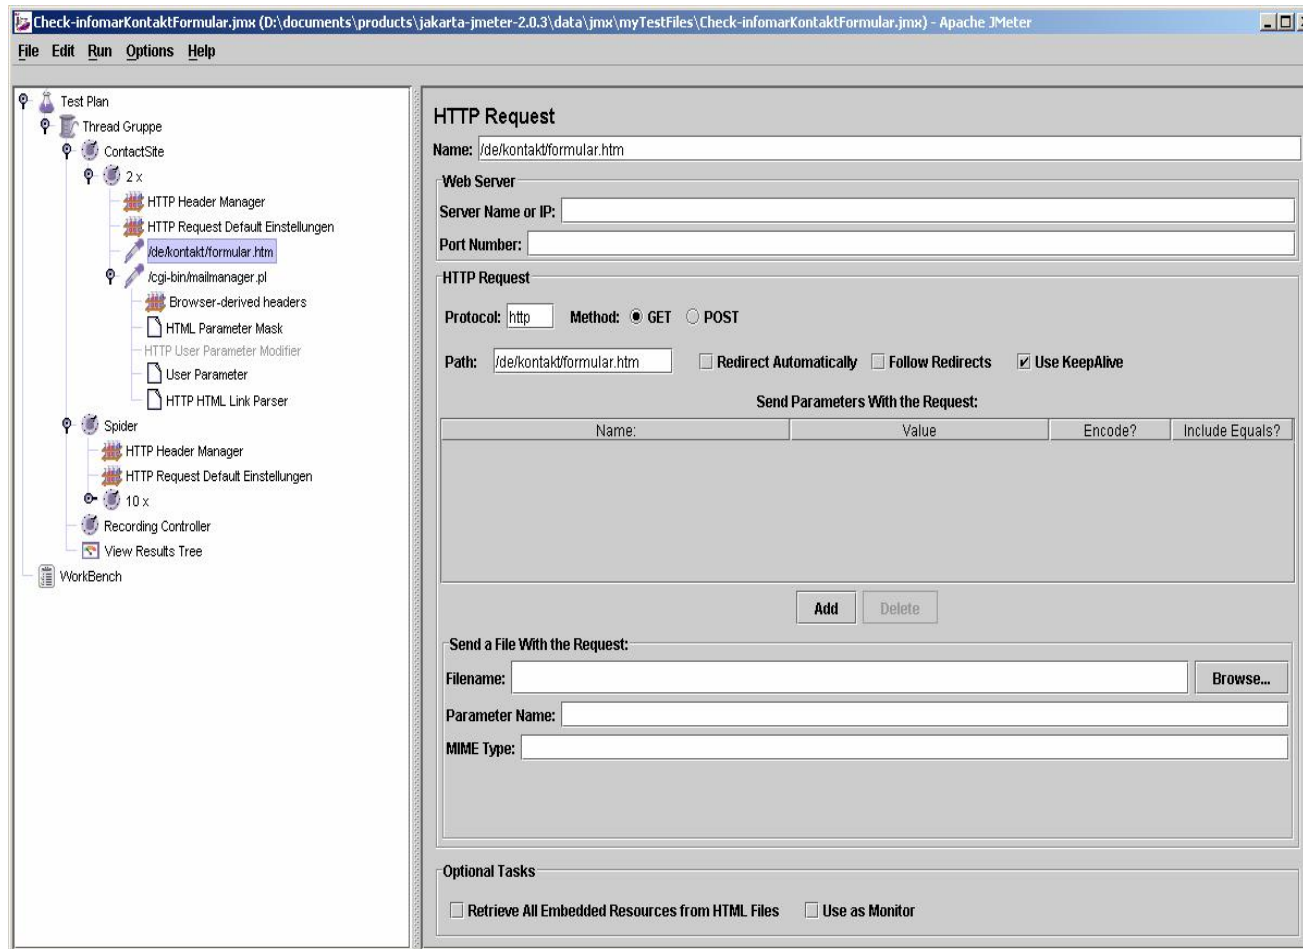 Check-infomarKontaktFormular.jmx (D:\documents\products\jakarta-jmeter-2.0.3\data\jmx\myTestFiles\Check-infomarKontaktFormular.jmx) - Apache JMeter
File Edit Run Options Help
Test Plan
Thread Gruppe
ContactSite
2 x
HTTP Header Manager
HTTP Request Default Einstellungen
/de/kontakt/formular.htm
/cgi-bin/mailmanager.pl
Browser-derived headers
HTML Parameter Mask
HTTP User Parameter Modifier
User Parameter
HTTP HTML Link Parser
Spider
HTTP Header Manager
HTTP Request Default Einstellungen
10 x
Recording Controller
View Results Tree
WorkBench
HTTP Request
Name: /de/kontakt/formular.htm
Web Server
Server Name or IP:
Port Number:
HTTP Request
Protocol: http Method: GET POST
Path: /de/kontakt/formular.htm Redirect Automatically Follow Redirects Use KeepAlive
Send Parameters With the Request:
Name: Value Encode? Include Equals?
Add Delete
Send a File With the Request:
Filename: Browse...
Parameter Name:
MIME Type:
Optional Tasks
Retrieve All Embedded Resources from HTML Files Use as Monitor